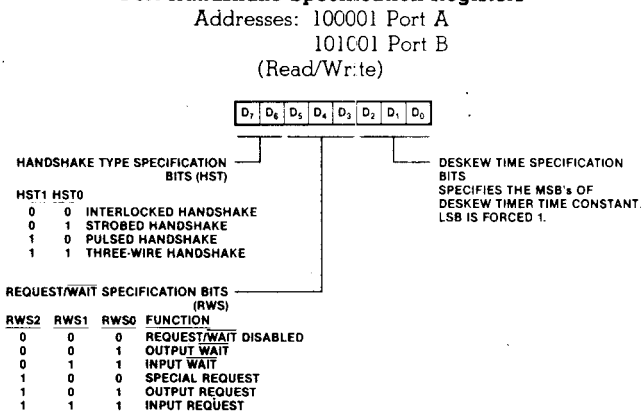 Port Handshake Specification Registers
Addresses: 100001 Port A
101C01 Port B
(Read/Wr:te)
D7 D6 D5 D4 D3 D2 D1 D0
HANDSHAKE TYPE SPECIFICATION
BITS (HST)
HST1 HST0
0 0 INTERLOCKED HANDSHAKE
0 1 STROBED HANDSHAKE
1 0 PULSED HANDSHAKE
1 1 THREE-WIRE HANDSHAKE
DESKEW TIME SPECIFICATION
BITS
SPECIFIES THE MSB's OF
DESKEW TIMER TIME CONSTANT.
LSB IS FORCED 1.
REQUEST/WAIT SPECIFICATION BITS
(RWS)
RWS2 RWS1 RWS0 FUNCTION
0 0 0 REQUEST/WAIT DISABLED
0 0 1 OUTPUT WAIT
0 1 1 INPUT WAIT
1 0 0 SPECIAL REQUEST
1 0 1 OUTPUT REQUEST
1 1 1 INPUT REQUEST